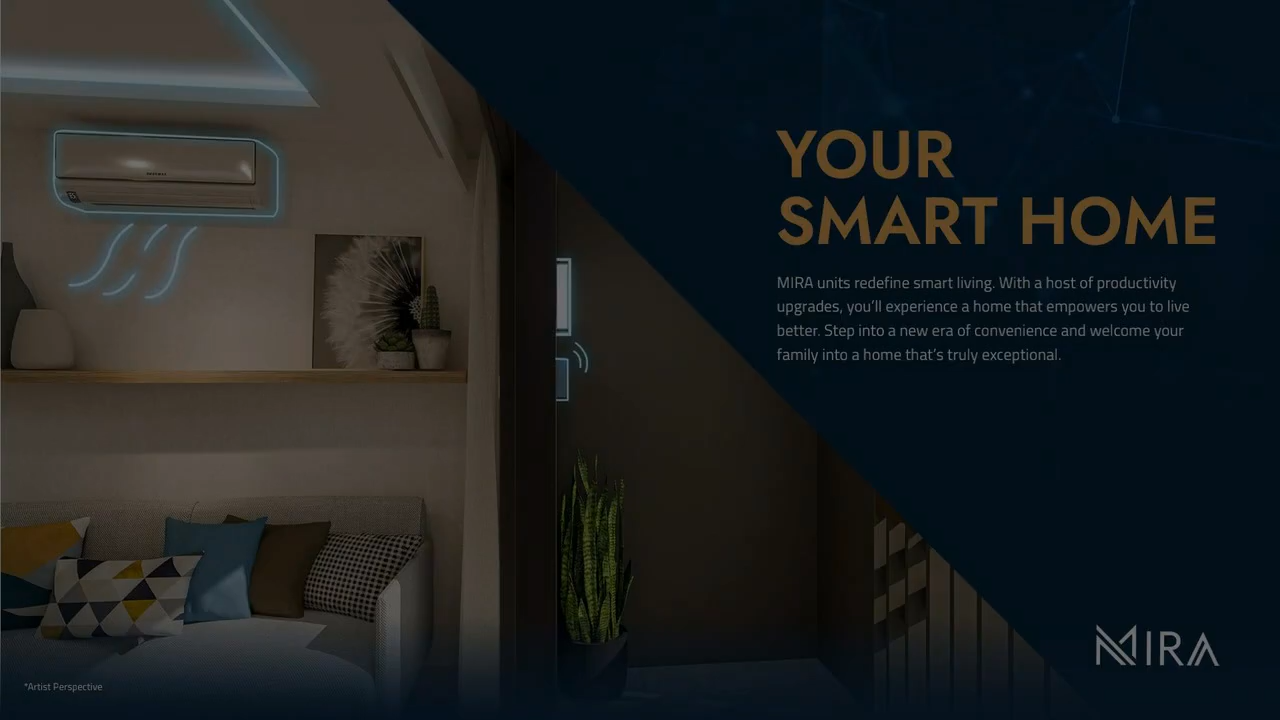 YOUR
SMART HOME
MIRA units redefine smart living. With a host of productivity
upgrades, you'll experience a home that empowers you to live
better. Step into a new era of convenience and welcome your
family into a home that's truly exceptional.
MIRA
*Artist Perspective